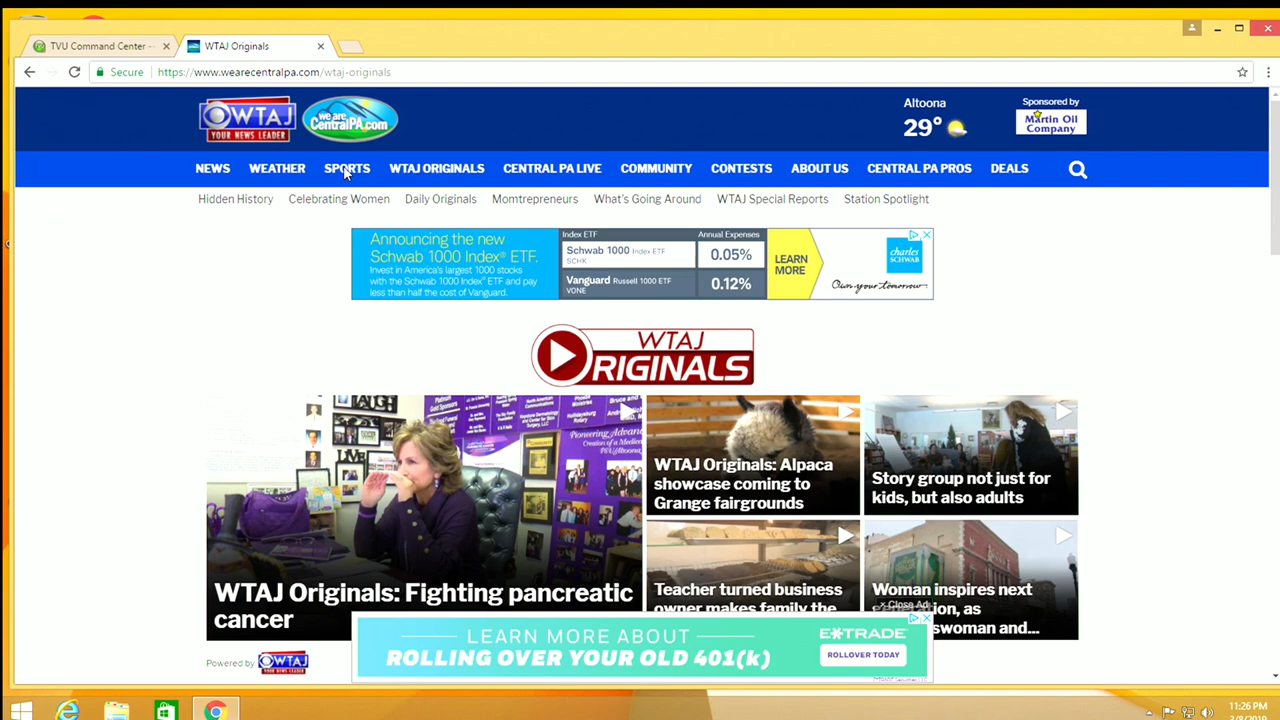 TVU Command Center -
WTAJ Originals
Secure
https://www.wearecentralpa.com/wtaj-originals
WTAJ
YOUR NEWS LEADER
we are
CentralPA.com
Altoona
29°
Sponsored by
Martin Oil
Company
NEWS WEATHER SPORTS WTAJ ORIGINALS CENTRAL PA LIVE COMMUNITY CONTESTS ABOUT US CENTRAL PA PROS DEALS
Hidden History Celebrating Women Daily Originals Momtrepreneurs What's Going Around WTAJ Special Reports Station Spotlight
Announcing the new
Schwab 1000 Index® ETF.
Invest in America's largest 1000 stocks
with the Schwab 1000 Index® ETF and pay
less than half the cost of Vanguard.
Index ETF Annual Expenses
Schwab 1000 Index ETF
SCHK
0.05%
Vanguard Russell 1000 ETF
VONE
0.12%
LEARN
MORE
charles
SCHWAB
Own your tomorrow.
WTAJ
ORIGINALS
LAUGH
LIVE
Pioneering Advances
WTAJ Originals: Fighting pancreatic
cancer
WTAJ Originals: Alpaca
showcase coming to
Grange fairgrounds
Story group not just for
kids, but also adults
Teacher turned business
owner makes family the
Woman inspires next
as
swoman and...
Close Ad
LEARN MORE ABOUT
ROLLING OVER YOUR OLD 401(k)
E*TRADE
ROLLOVER TODAY
Powered by WTAJ
11:26 PM